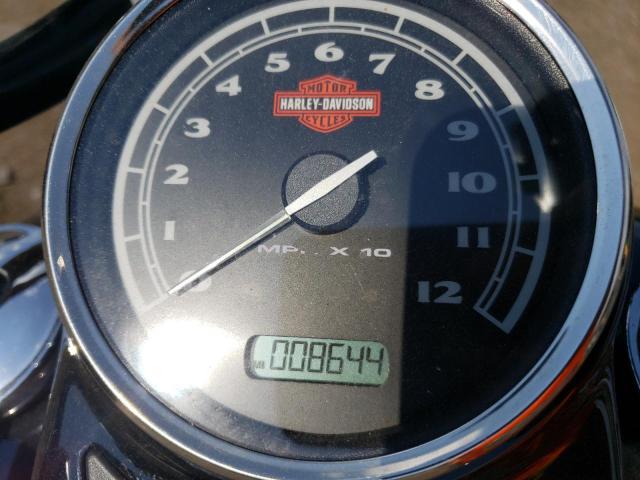 0 1 2 3 4 5 6 7 8 9 10 11 12
MOTOR
HARLEY-DAVIDSON
CYCLES
X 10
MI 008644